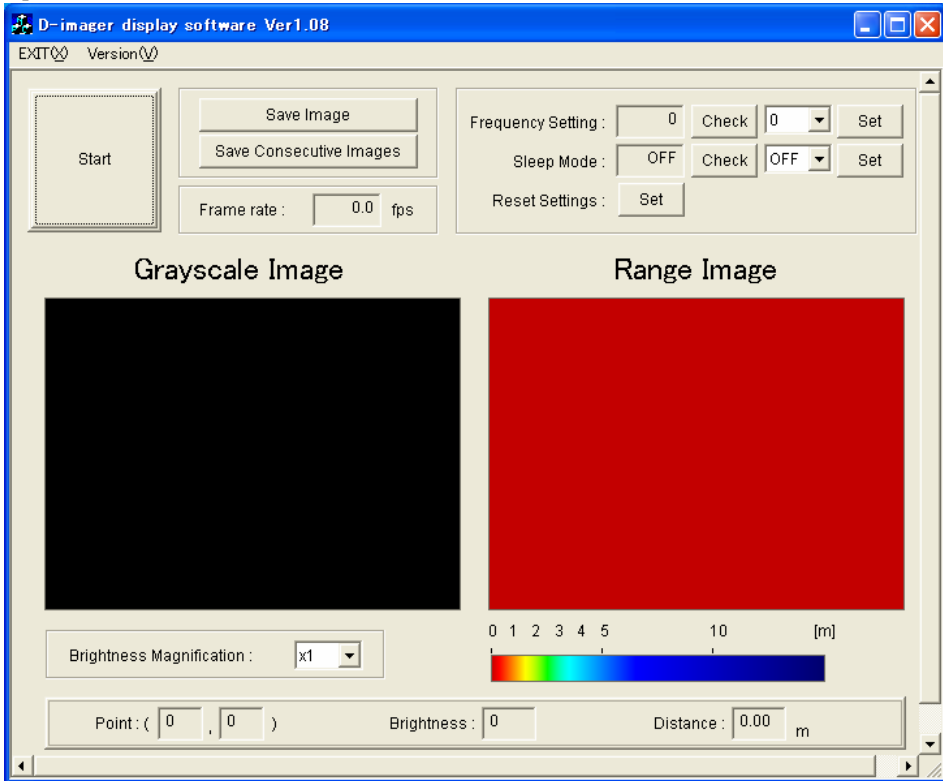 D-imager display software Ver1.08
EXIT(X) Version(V)
Start
Save Image
Save Consecutive Images
Frame rate : 0.0 fps
Frequency Setting : 0 Check 0 Set
Sleep Mode : OFF Check OFF Set
Reset Settings : Set
Grayscale Image
Range Image
0 1 2 3 4 5 10 [m]
Brightness Magnification : x1
Point : ( 0 , 0 ) Brightness : 0 Distance : 0.00 m